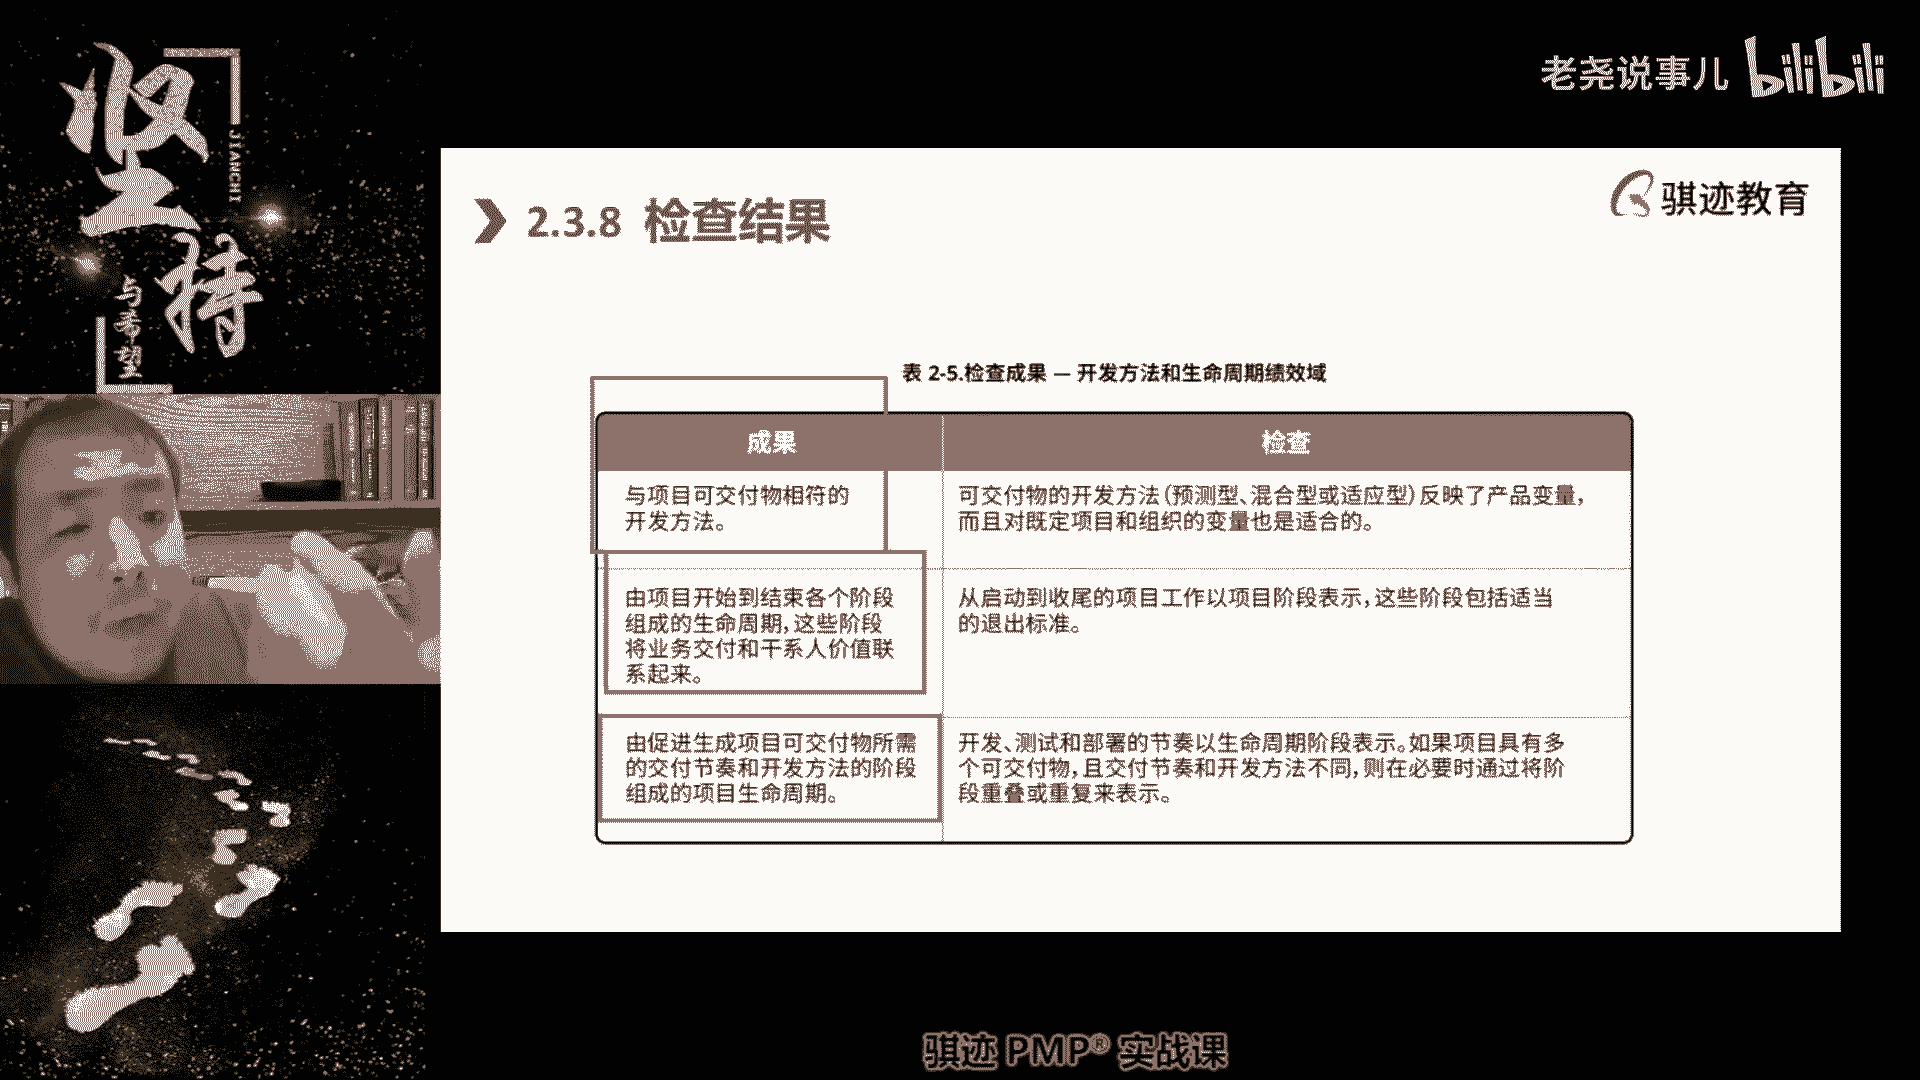 坚持
JIANCHI
与希望
老尧说事儿 bilibili
骐迹教育
2.3.8 检查结果
表 2-5.检查成果 — 开发方法和生命周期绩效域
成果
检查
与项目可交付物相符的
开发方法。
可交付物的开发方法（预测型、混合型或适应型）反映了产品变量，
而且对既定项目和组织的变量也是适合的。
由项目开始到结束各个阶段
组成的生命周期，这些阶段
将业务交付和干系人价值联
系起来。
从启动到收尾的项目工作以项目阶段表示，这些阶段包括适当
的退出标准。
由促进生成项目可交付物所需
的交付节奏和开发方法的阶段
组成的项目生命周期。
开发、测试和部署的节奏以生命周期阶段表示。如果项目具有多
个可交付物，且交付节奏和开发方法不同，则在必要时通过将阶
段重叠或重复来表示。
骐迹 PMP® 实战课